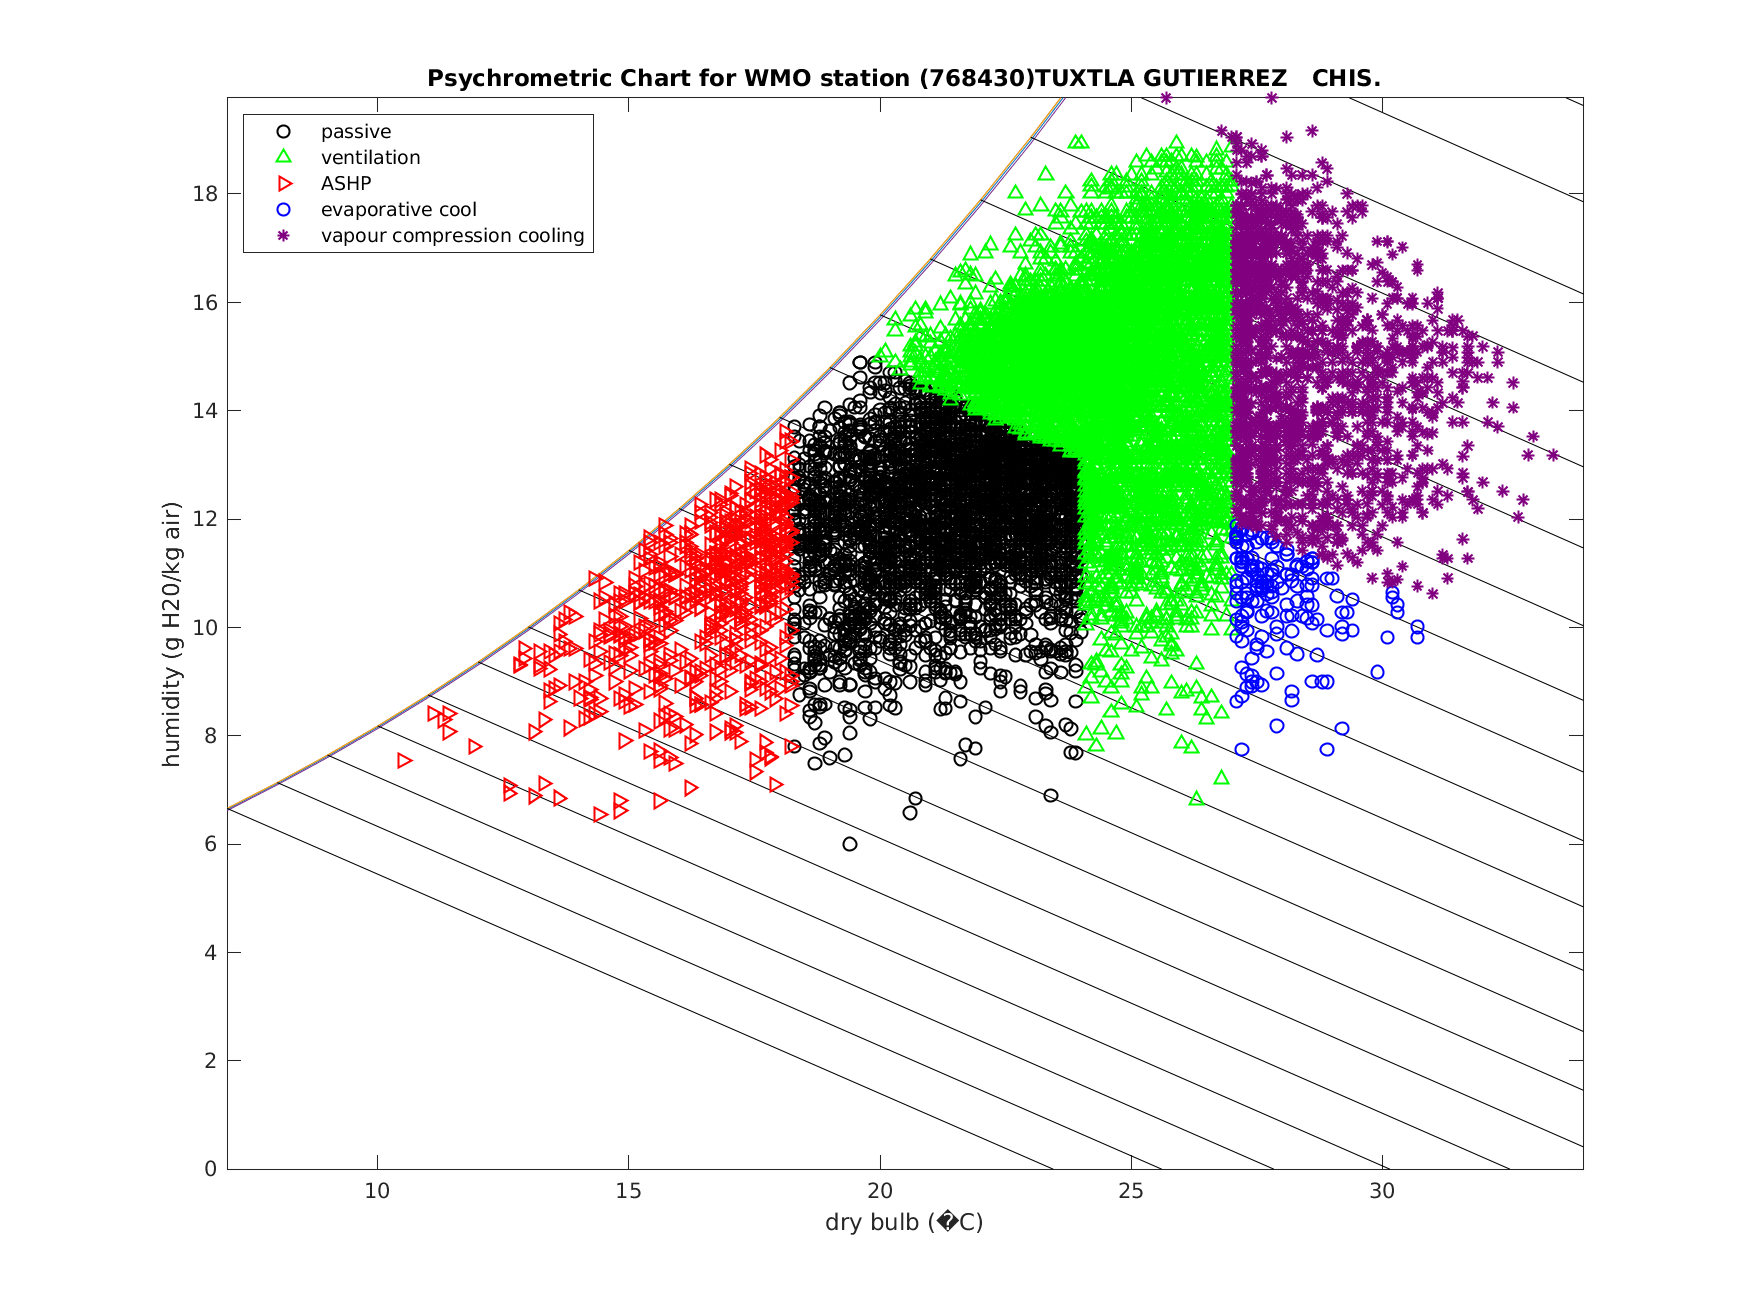 Psychrometric Chart for WMO station (768430)TUXTLA GUTIERREZ   CHIS.
passive
ventilation
ASHP
evaporative cool
vapour compression cooling
humidity (g H20/kg air)
18
16
14
12
10
8
6
4
2
0
10 15 20 25 30
dry bulb (�C)